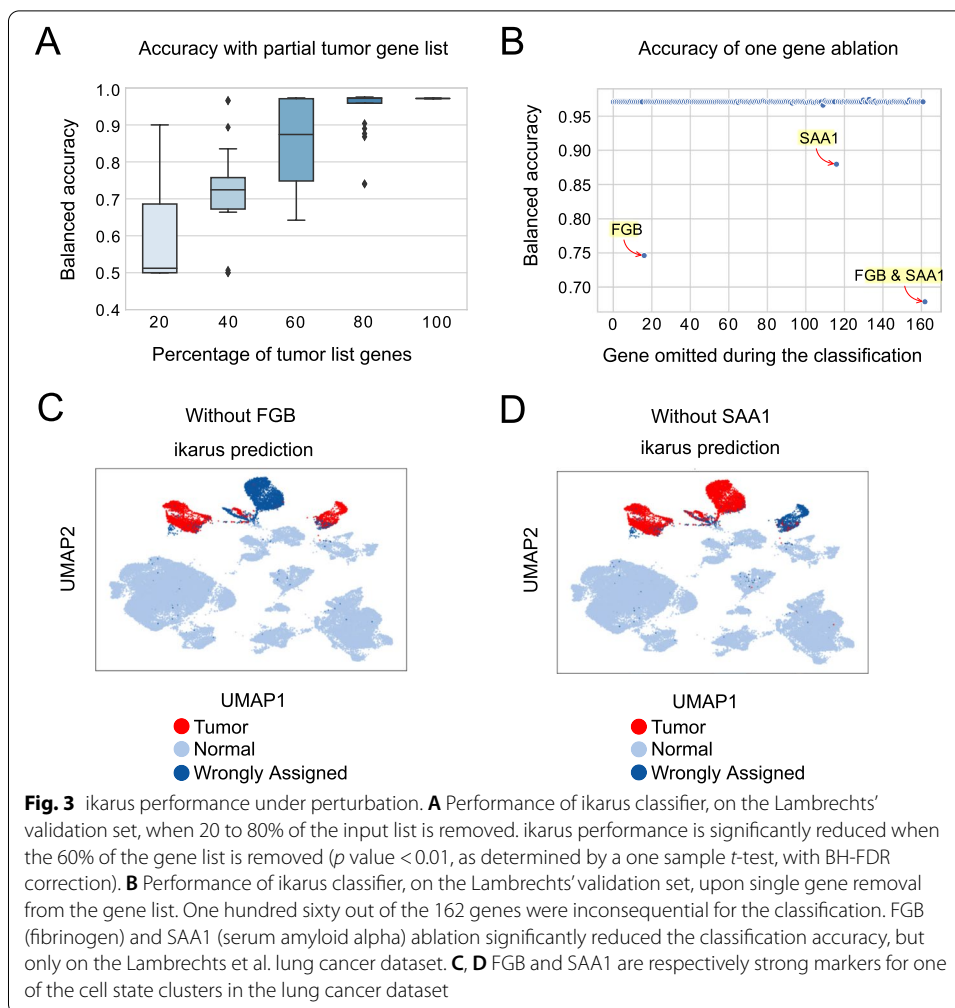 A
Accuracy with partial tumor gene list
Balanced accuracy
1.0
0.9
0.8
0.7
0.6
0.5
0.4
20 40 60 80 100
Percentage of tumor list genes
B
Accuracy of one gene ablation
Balanced accuracy
0.95
0.90
0.85
0.80
0.75
0.70
SAA1
FGB
FGB & SAA1
0 20 40 60 80 100 120 140 160
Gene omitted during the classification
C
Without FGB
ikarus prediction
UMAP2
UMAP1
Tumor
Normal
Wrongly Assigned
D
Without SAA1
ikarus prediction
UMAP2
UMAP1
Tumor
Normal
Wrongly Assigned
Fig. 3 ikarus performance under perturbation. A Performance of ikarus classifier, on the Lambrechts’
validation set, when 20 to 80% of the input list is removed. ikarus performance is significantly reduced when
the 60% of the gene list is removed (p value < 0.01, as determined by a one sample t-test, with BH-FDR
correction). B Performance of ikarus classifier, on the Lambrechts’ validation set, upon single gene removal
from the gene list. One hundred sixty out of the 162 genes were inconsequential for the classification. FGB
(fibrinogen) and SAA1 (serum amyloid alpha) ablation significantly reduced the classification accuracy, but
only on the Lambrechts et al. lung cancer dataset. C, D FGB and SAA1 are respectively strong markers for one
of the cell state clusters in the lung cancer dataset